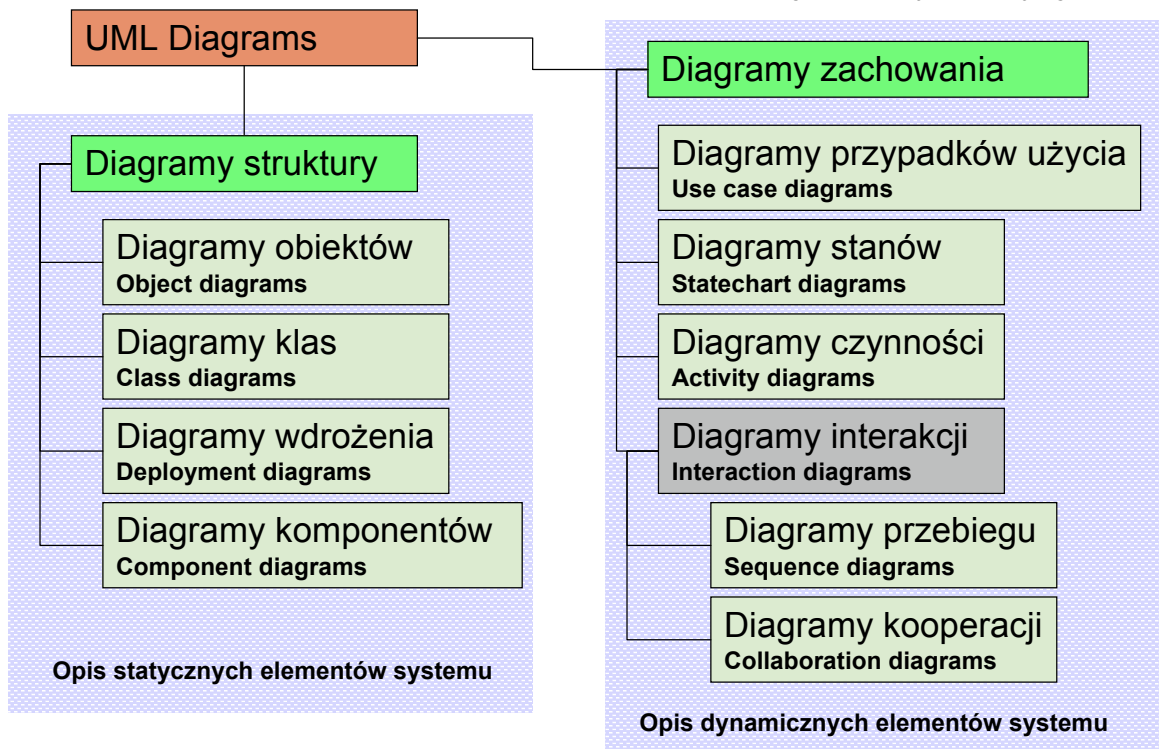 UML Diagrams
Diagramy struktury
Diagramy obiektów
Object diagrams
Diagramy klas
Class diagrams
Diagramy wdrożenia
Deployment diagrams
Diagramy komponentów
Component diagrams
Opis statycznych elementów systemu
Diagramy zachowania
Diagramy przypadków użycia
Use case diagrams
Diagramy stanów
Statechart diagrams
Diagramy czynności
Activity diagrams
Diagramy interakcji
Interaction diagrams
Diagramy przebiegu
Sequence diagrams
Diagramy kooperacji
Collaboration diagrams
Opis dynamicznych elementów systemu